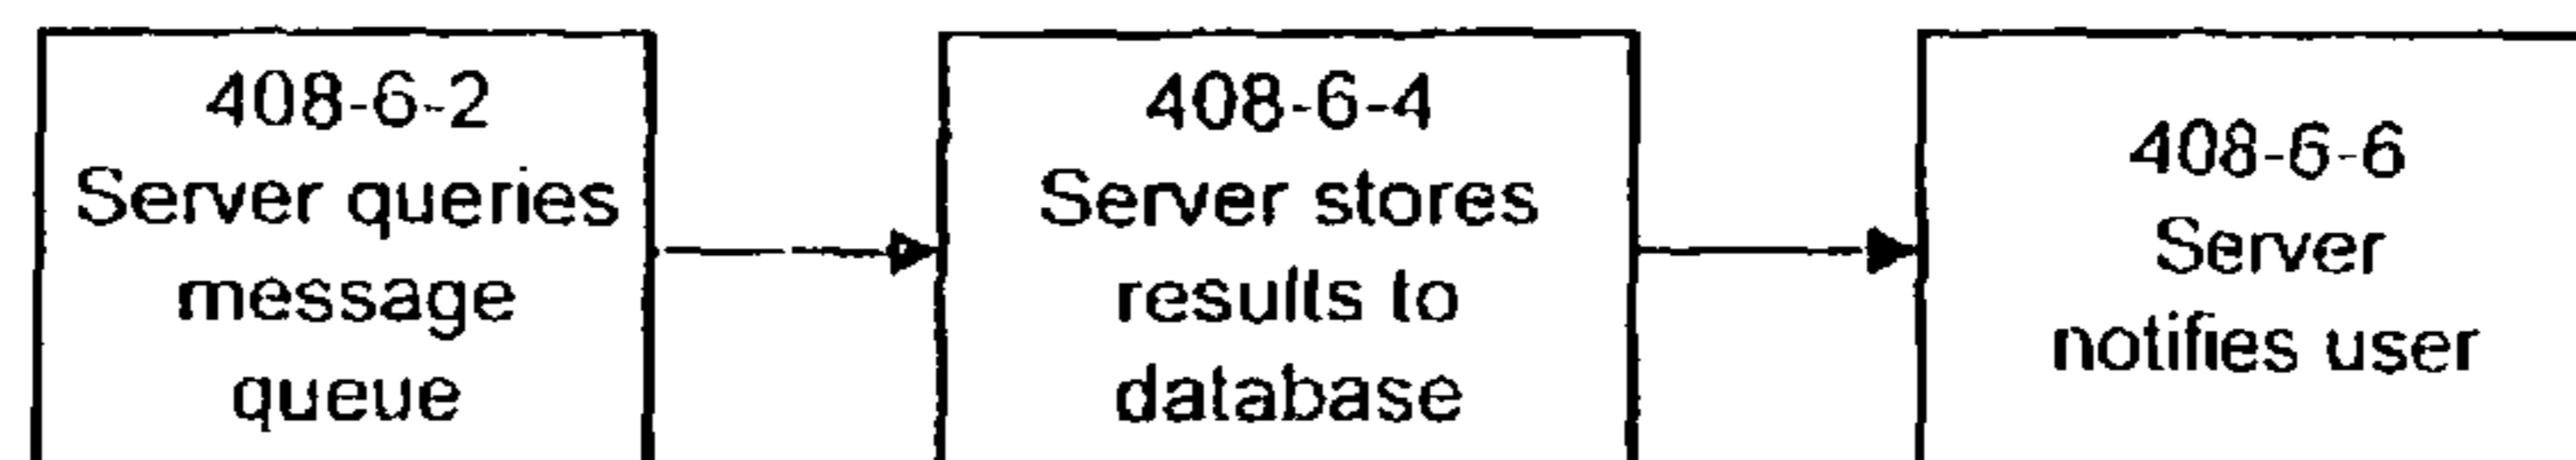 408-6-2
Server queries
message
queue
408-6-4
Server stores
results to
database
408-6-6
Server
notifies user